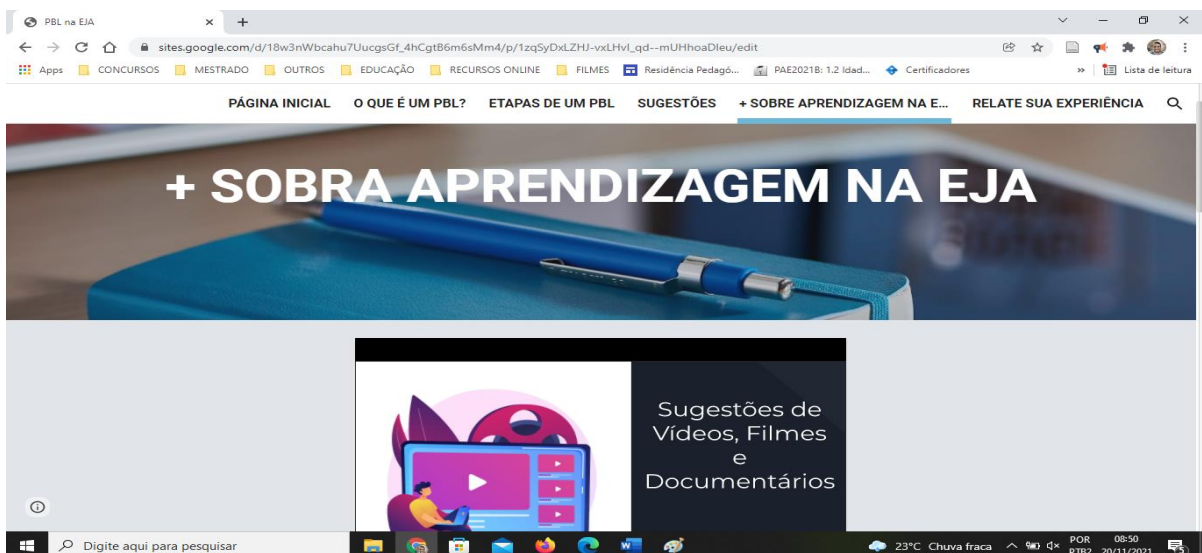 PBL na EJA
sites.google.com/d/18w3nWbcahu7UucgsGf_4hCgtB6m6sMm4/p/1zqSyDxLZHJ-vxLHvl_qd--mUHhoaDIeu/edit
Apps CONCURSOS MESTRADO OUTROS EDUCAÇÃO RECURSOS ONLINE FILMES Residência Pedagó... PAE2021B: 1.2 Idad... Certificadores » Lista de leitura
PÁGINA INICIAL O QUE É UM PBL? ETAPAS DE UM PBL SUGESTÕES + SOBRE APRENDIZAGEM NA E... RELATE SUA EXPERIÊNCIA
+ SOBRA APRENDIZAGEM NA EJA
Sugestões de
Vídeos, Filmes
e
Documentários
Digite aqui para pesquisar
23°C Chuva fraca
POR
08:50
PTB2
20/11/2021